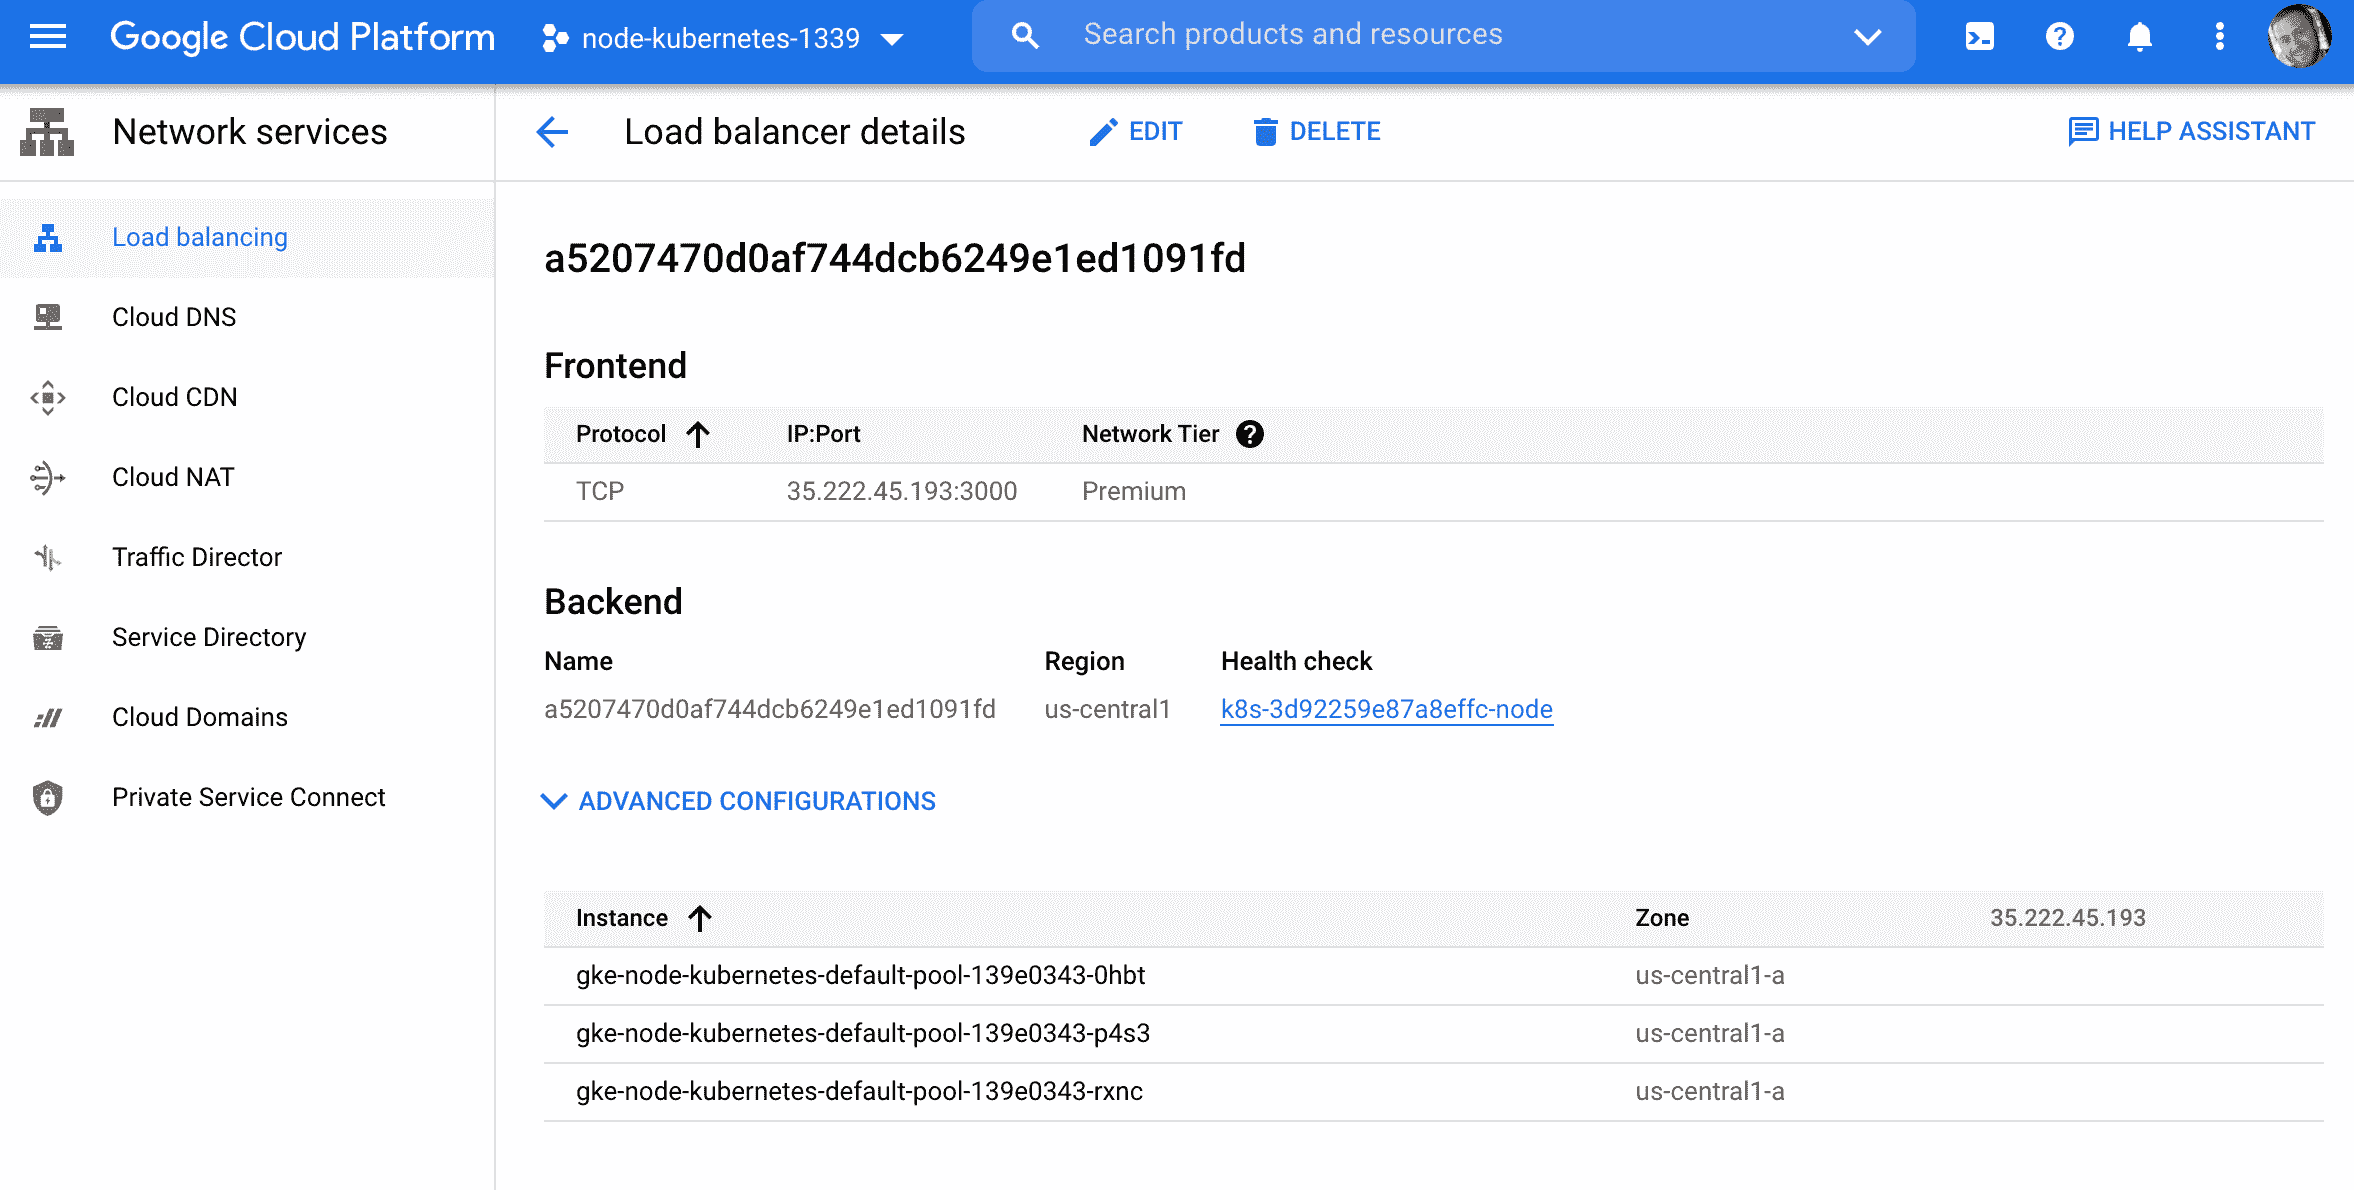 Google Cloud Platform node-kubernetes-1339 Search products and resources
Network services
Load balancer details EDIT DELETE HELP ASSISTANT
Load balancing
Cloud DNS
Cloud CDN
Cloud NAT
Traffic Director
Service Directory
Cloud Domains
Private Service Connect
a5207470d0af744dcb6249e1ed1091fd
Frontend
Protocol IP:Port Network Tier ?
TCP 35.222.45.193:3000 Premium
Backend
Name Region Health check
a5207470d0af744dcb6249e1ed1091fd us-central1 k8s-3d92259e87a8effc-node
ADVANCED CONFIGURATIONS
Instance Zone 35.222.45.193
gke-node-kubernetes-default-pool-139e0343-0hbt us-central1-a
gke-node-kubernetes-default-pool-139e0343-p4s3 us-central1-a
gke-node-kubernetes-default-pool-139e0343-rxnc us-central1-a